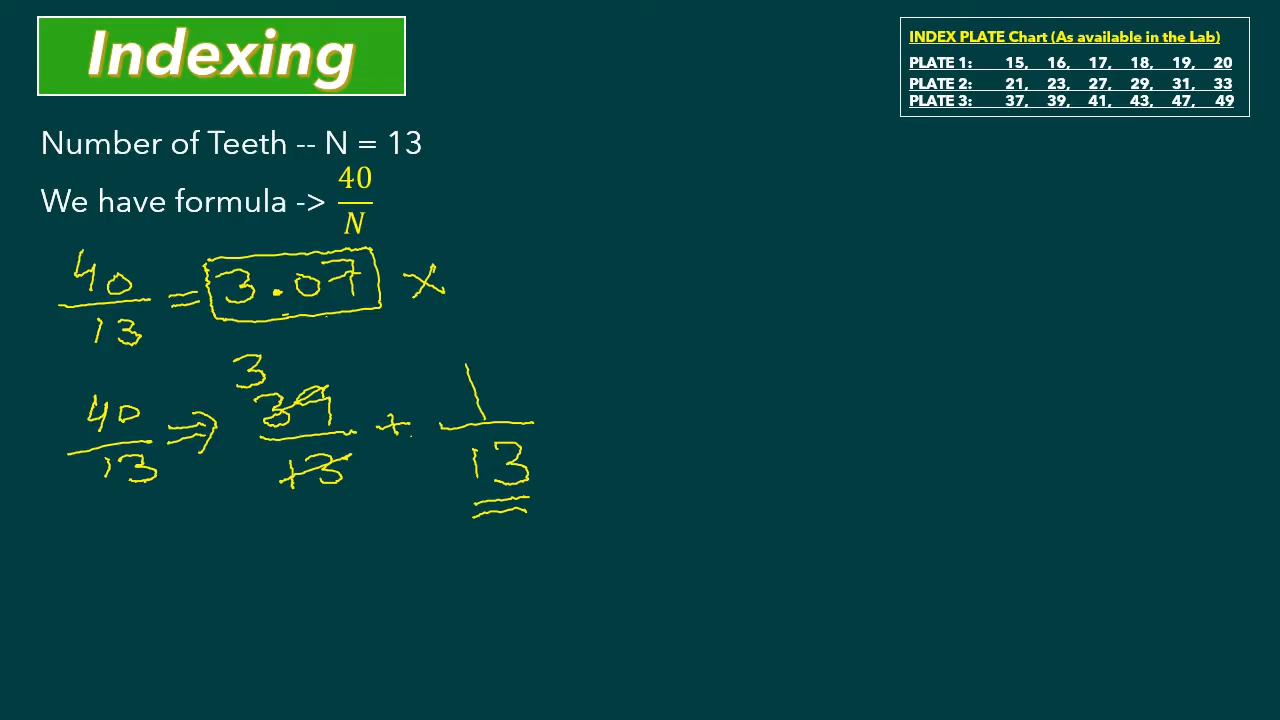 Indexing
INDEX PLATE Chart (As available in the Lab)
PLATE 1: 15, 16, 17, 18, 19, 20
PLATE 2: 21, 23, 27, 29, 31, 33
PLATE 3: 37, 39, 41, 43, 47, 49
Number of Teeth -- N = 13
We have formula -> 40/N
40/13 = 3.07 ×
3
40/13 ⇒ 39/13 + 1/13